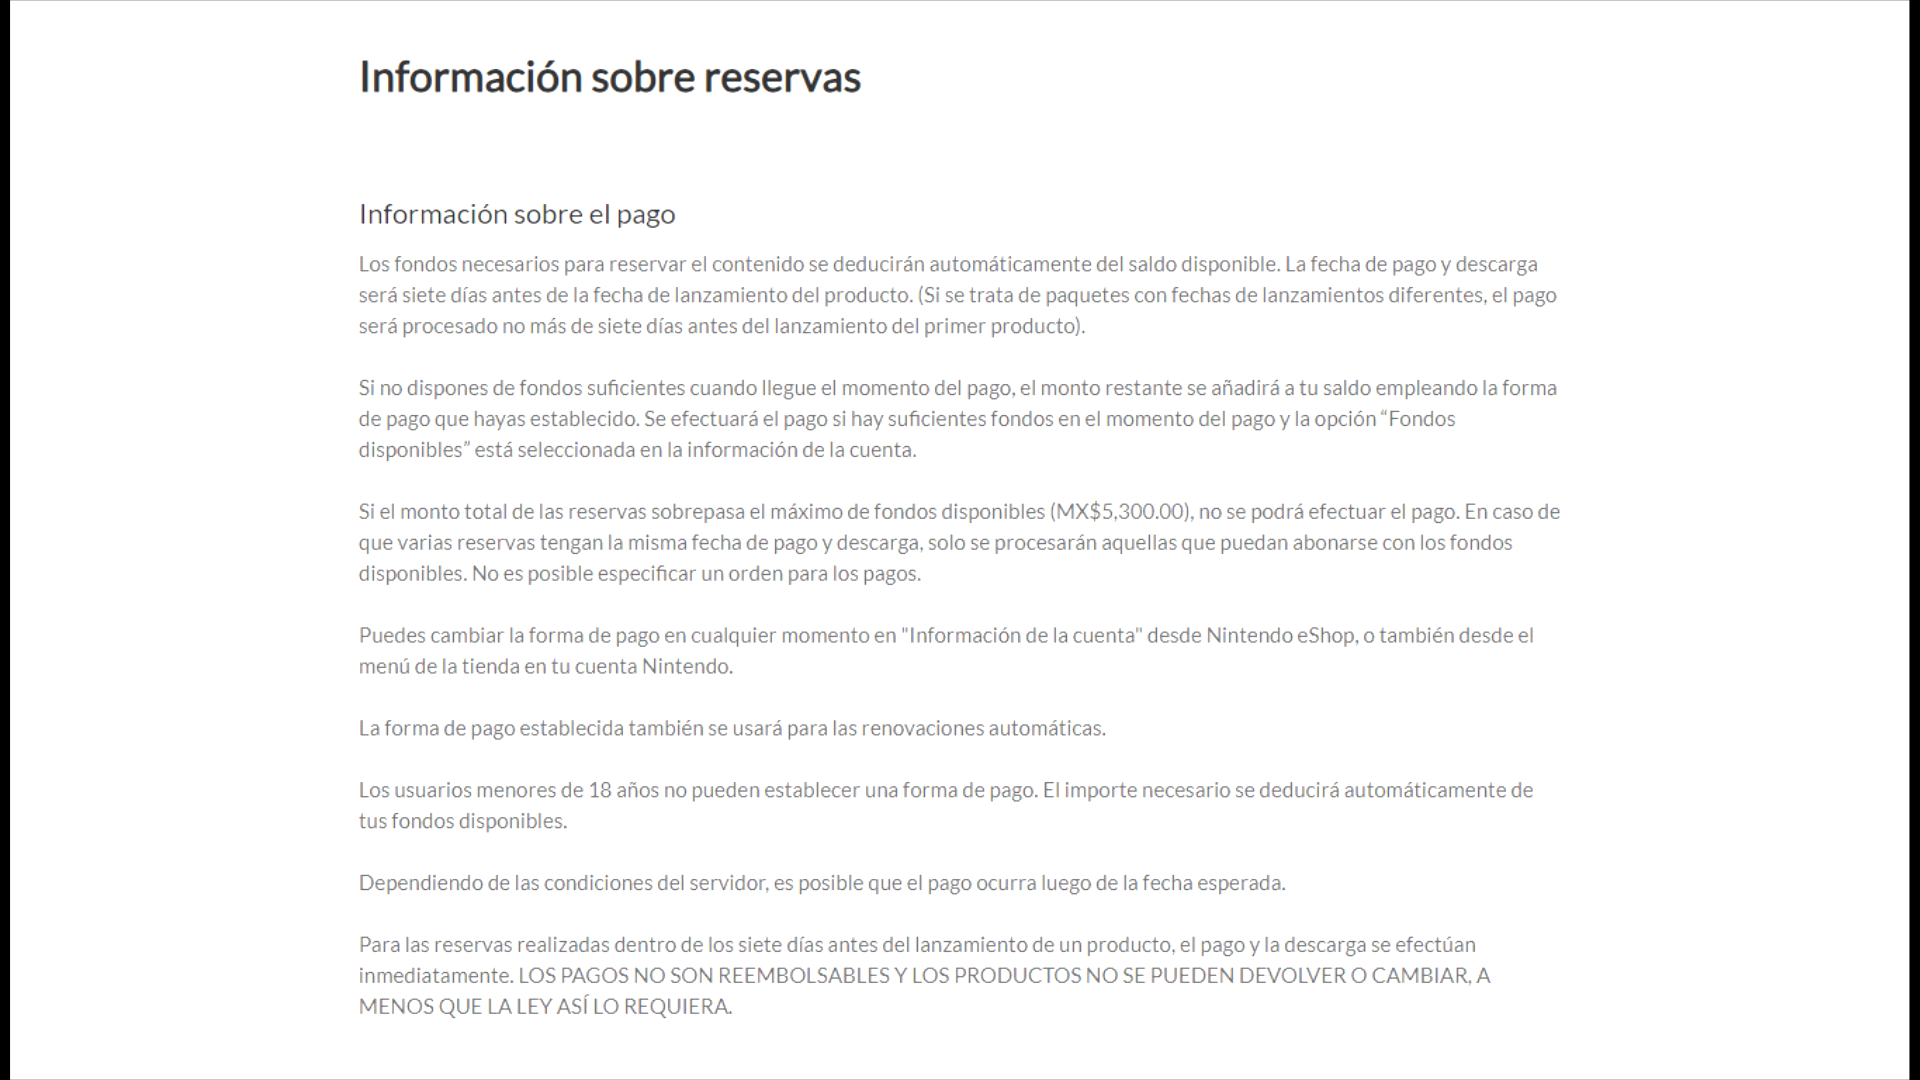 Información sobre reservas
Información sobre el pago
Los fondos necesarios para reservar el contenido se deducirán automáticamente del saldo disponible. La fecha de pago y descarga
será siete días antes de la fecha de lanzamiento del producto. (Si se trata de paquetes con fechas de lanzamientos diferentes, el pago
será procesado no más de siete días antes del lanzamiento del primer producto).
Si no dispones de fondos suficientes cuando llegue el momento del pago, el monto restante se añadirá a tu saldo empleando la forma
de pago que hayas establecido. Se efectuará el pago si hay suficientes fondos en el momento del pago y la opción “Fondos
disponibles” está seleccionada en la información de la cuenta.
Si el monto total de las reservas sobrepasa el máximo de fondos disponibles (MX$5,300.00), no se podrá efectuar el pago. En caso de
que varias reservas tengan la misma fecha de pago y descarga, solo se procesarán aquellas que puedan abonarse con los fondos
disponibles. No es posible especificar un orden para los pagos.
Puedes cambiar la forma de pago en cualquier momento en "Información de la cuenta" desde Nintendo eShop, o también desde el
menú de la tienda en tu cuenta Nintendo.
La forma de pago establecida también se usará para las renovaciones automáticas.
Los usuarios menores de 18 años no pueden establecer una forma de pago. El importe necesario se deducirá automáticamente de
tus fondos disponibles.
Dependiendo de las condiciones del servidor, es posible que el pago ocurra luego de la fecha esperada.
Para las reservas realizadas dentro de los siete días antes del lanzamiento de un producto, el pago y la descarga se efectúan
inmediatamente. LOS PAGOS NO SON REEMBOLSABLES Y LOS PRODUCTOS NO SE PUEDEN DEVOLVER O CAMBIAR, A
MENOS QUE LA LEY ASÍ LO REQUIERA.